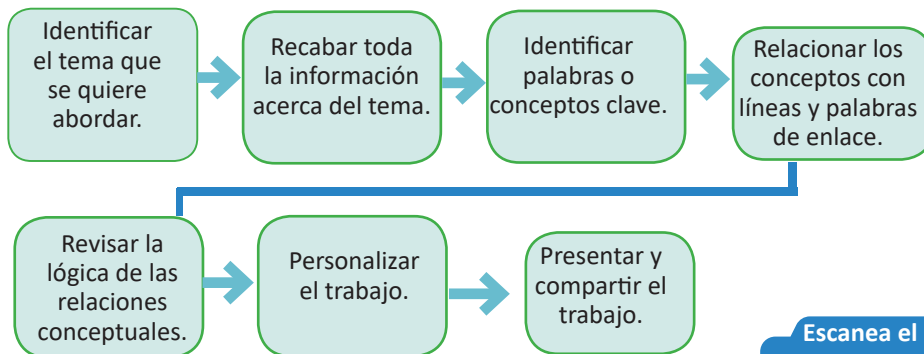 Identificar
el tema que
se quiere
abordar.
Recabar toda
la información
acerca del tema.
Identificar
palabras o
conceptos clave.
Relacionar los
conceptos con
líneas y palabras
de enlace.
Revisar la
lógica de las
relaciones
conceptuales.
Personalizar
el trabajo.
Presentar y
compartir el
trabajo.
Escanea el